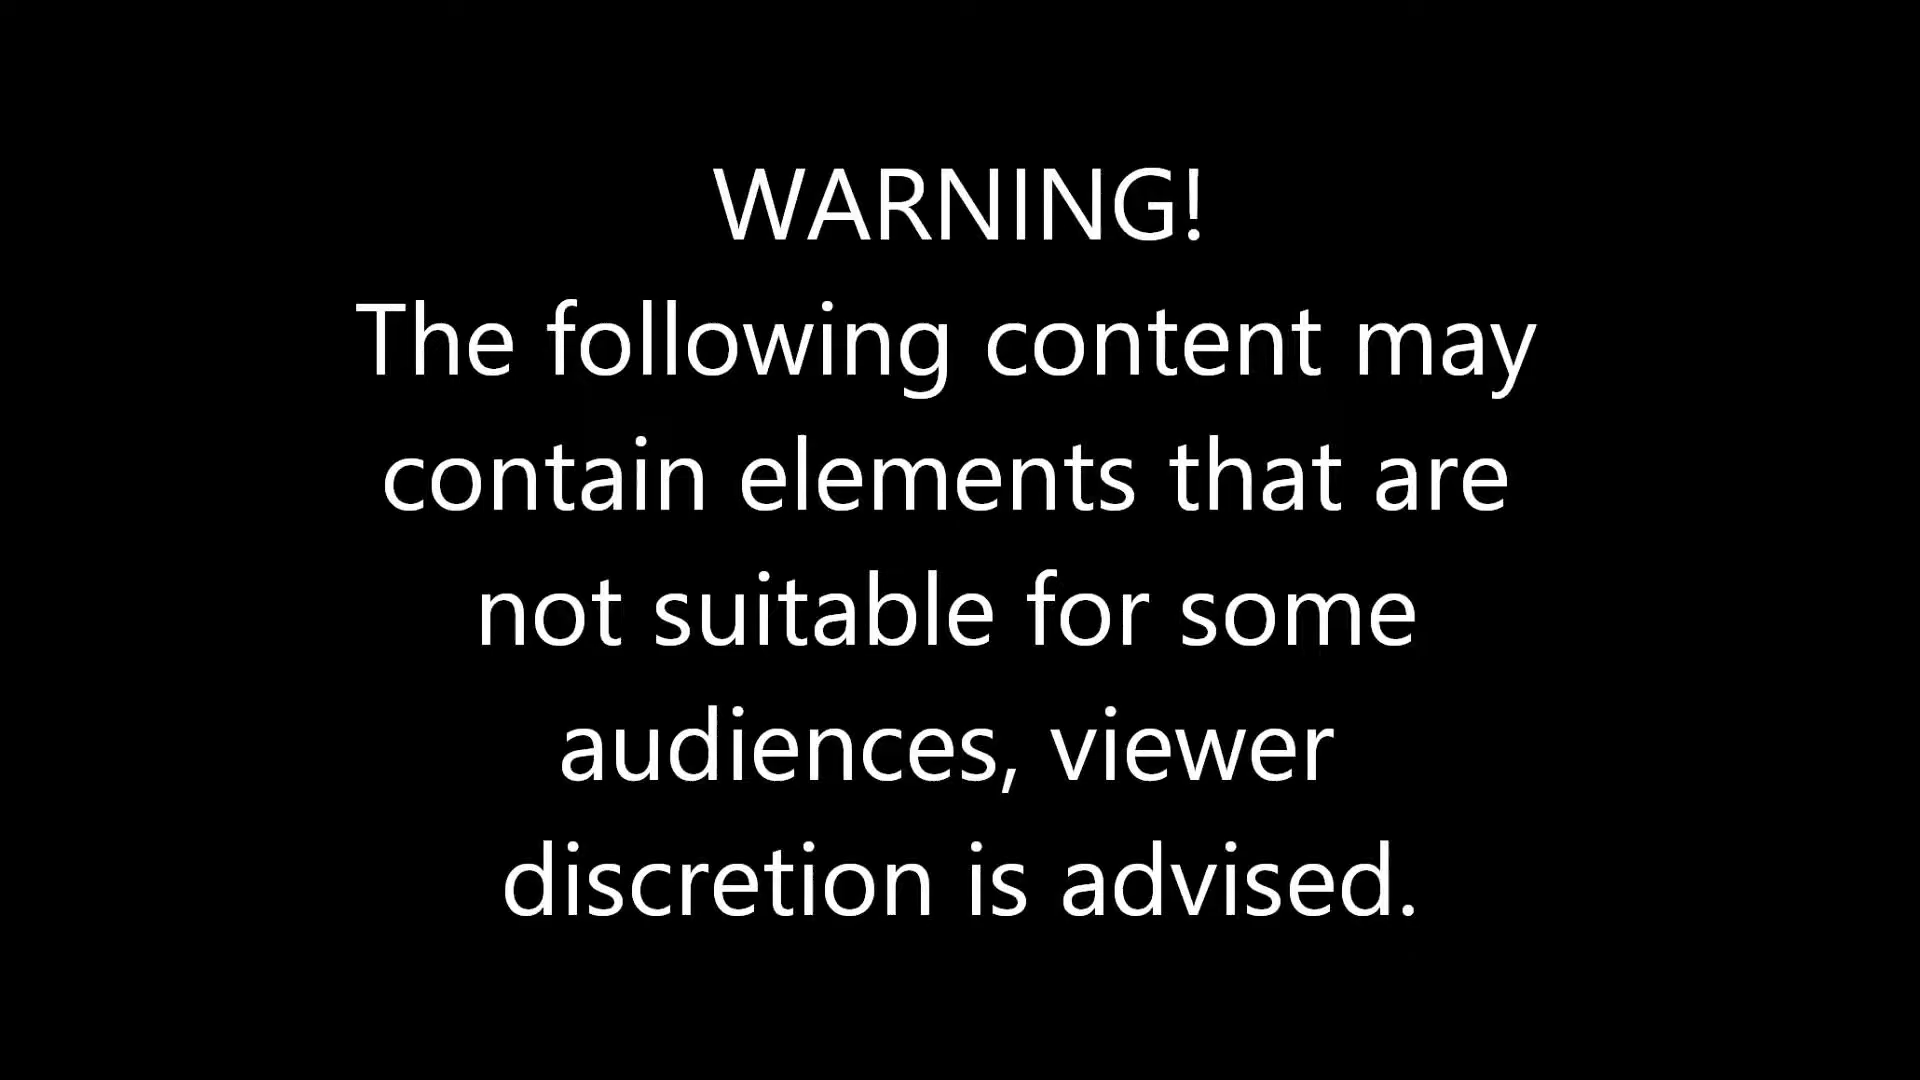 WARNING!
The following content may
contain elements that are
not suitable for some
audiences, viewer
discretion is advised.